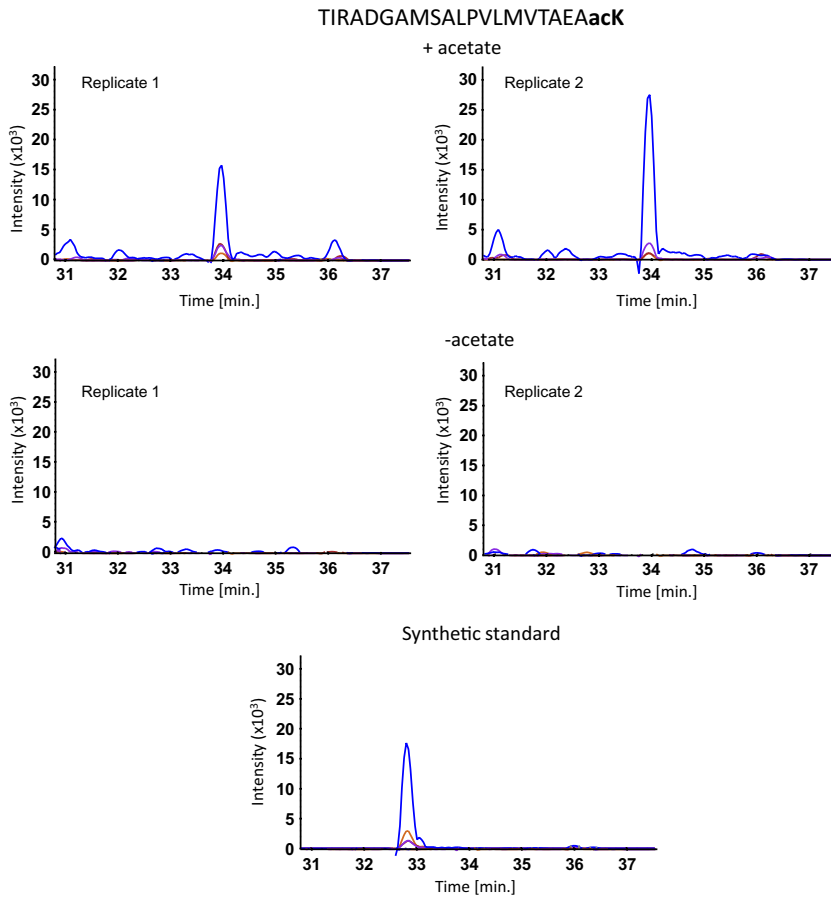 TIRADGAMSALPVLMVTAEAacK
+ acetate
Replicate 1
Intensity (x10³)
30
25
20
15
10
5
0
31 32 33 34 35 36 37
Time [min.]
Replicate 2
Intensity (x10³)
30
25
20
15
10
5
0
31 32 33 34 35 36 37
Time [min.]
-acetate
Replicate 1
Intensity (x10³)
30
25
20
15
10
5
0
31 32 33 34 35 36 37
Time [min.]
Replicate 2
Intensity (x10³)
30
25
20
15
10
5
0
31 32 33 34 35 36 37
Time [min.]
Synthetic standard
Intensity (x10³)
30
25
20
15
10
5
0
31 32 33 34 35 36 37
Time [min.]